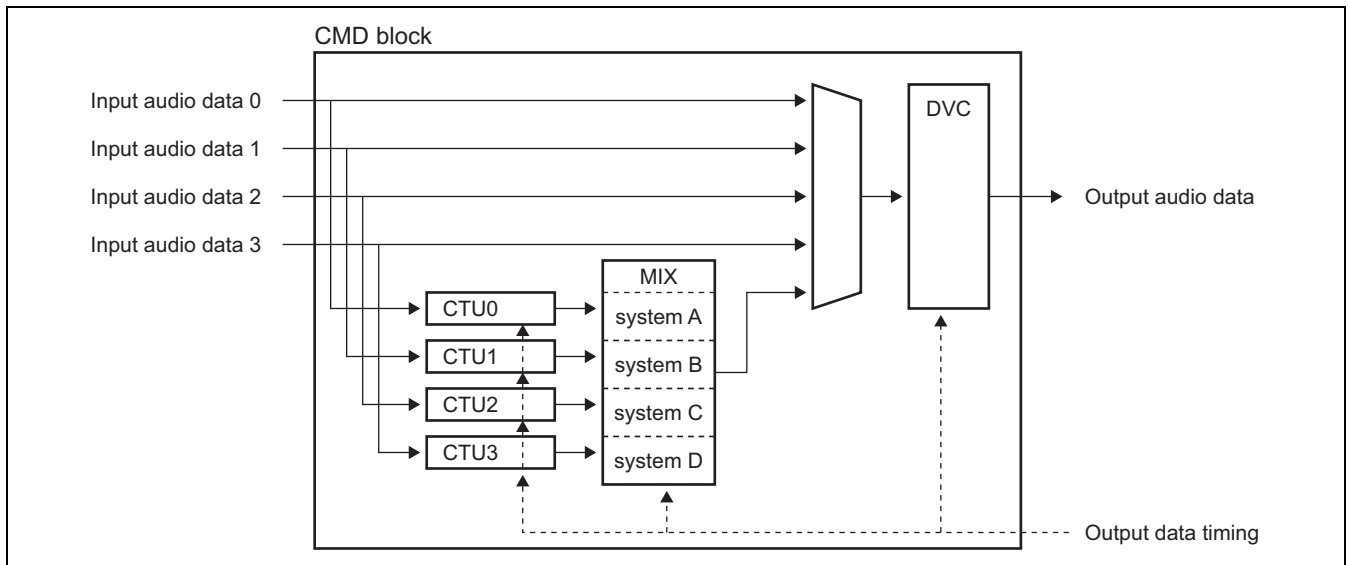 CMD block
Input audio data 0
Input audio data 1
Input audio data 2
Input audio data 3
DVC
Output audio data
MIX
CTU0
system A
CTU1
system B
CTU2
system C
CTU3
system D
Output data timing